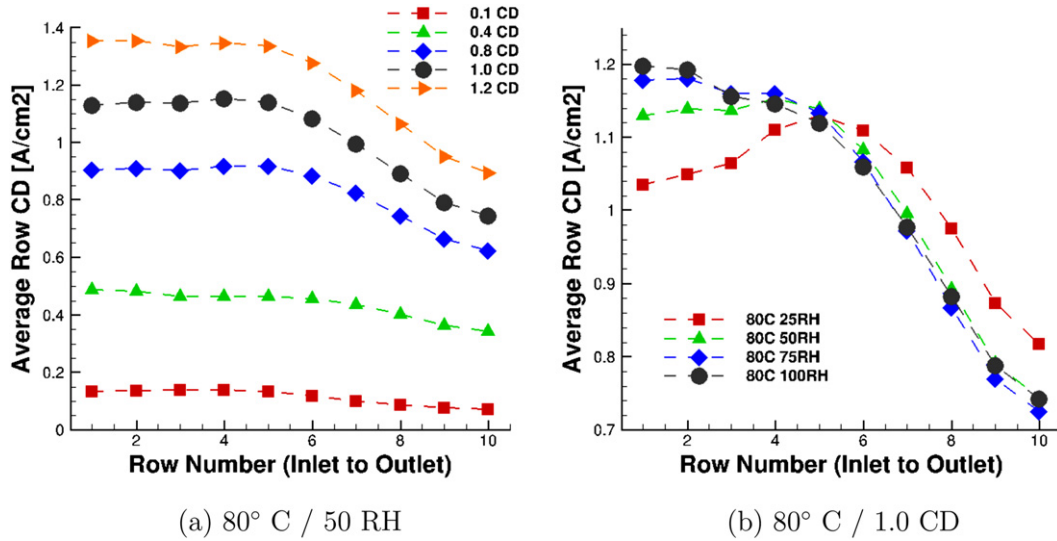 0.1 CD
0.4 CD
0.8 CD
1.0 CD
1.2 CD
1.4
1.2
1
0.8
0.6
0.4
0.2
0
Average Row CD [A/cm2]
2
4
6
8
10
Row Number (Inlet to Outlet)
(a) 80° C / 50 RH
1.2
1.1
1
0.9
0.8
0.7
Average Row CD [A/cm2]
80C 25RH
80C 50RH
80C 75RH
80C 100RH
2
4
6
8
10
Row Number (Inlet to Outlet)
(b) 80° C / 1.0 CD